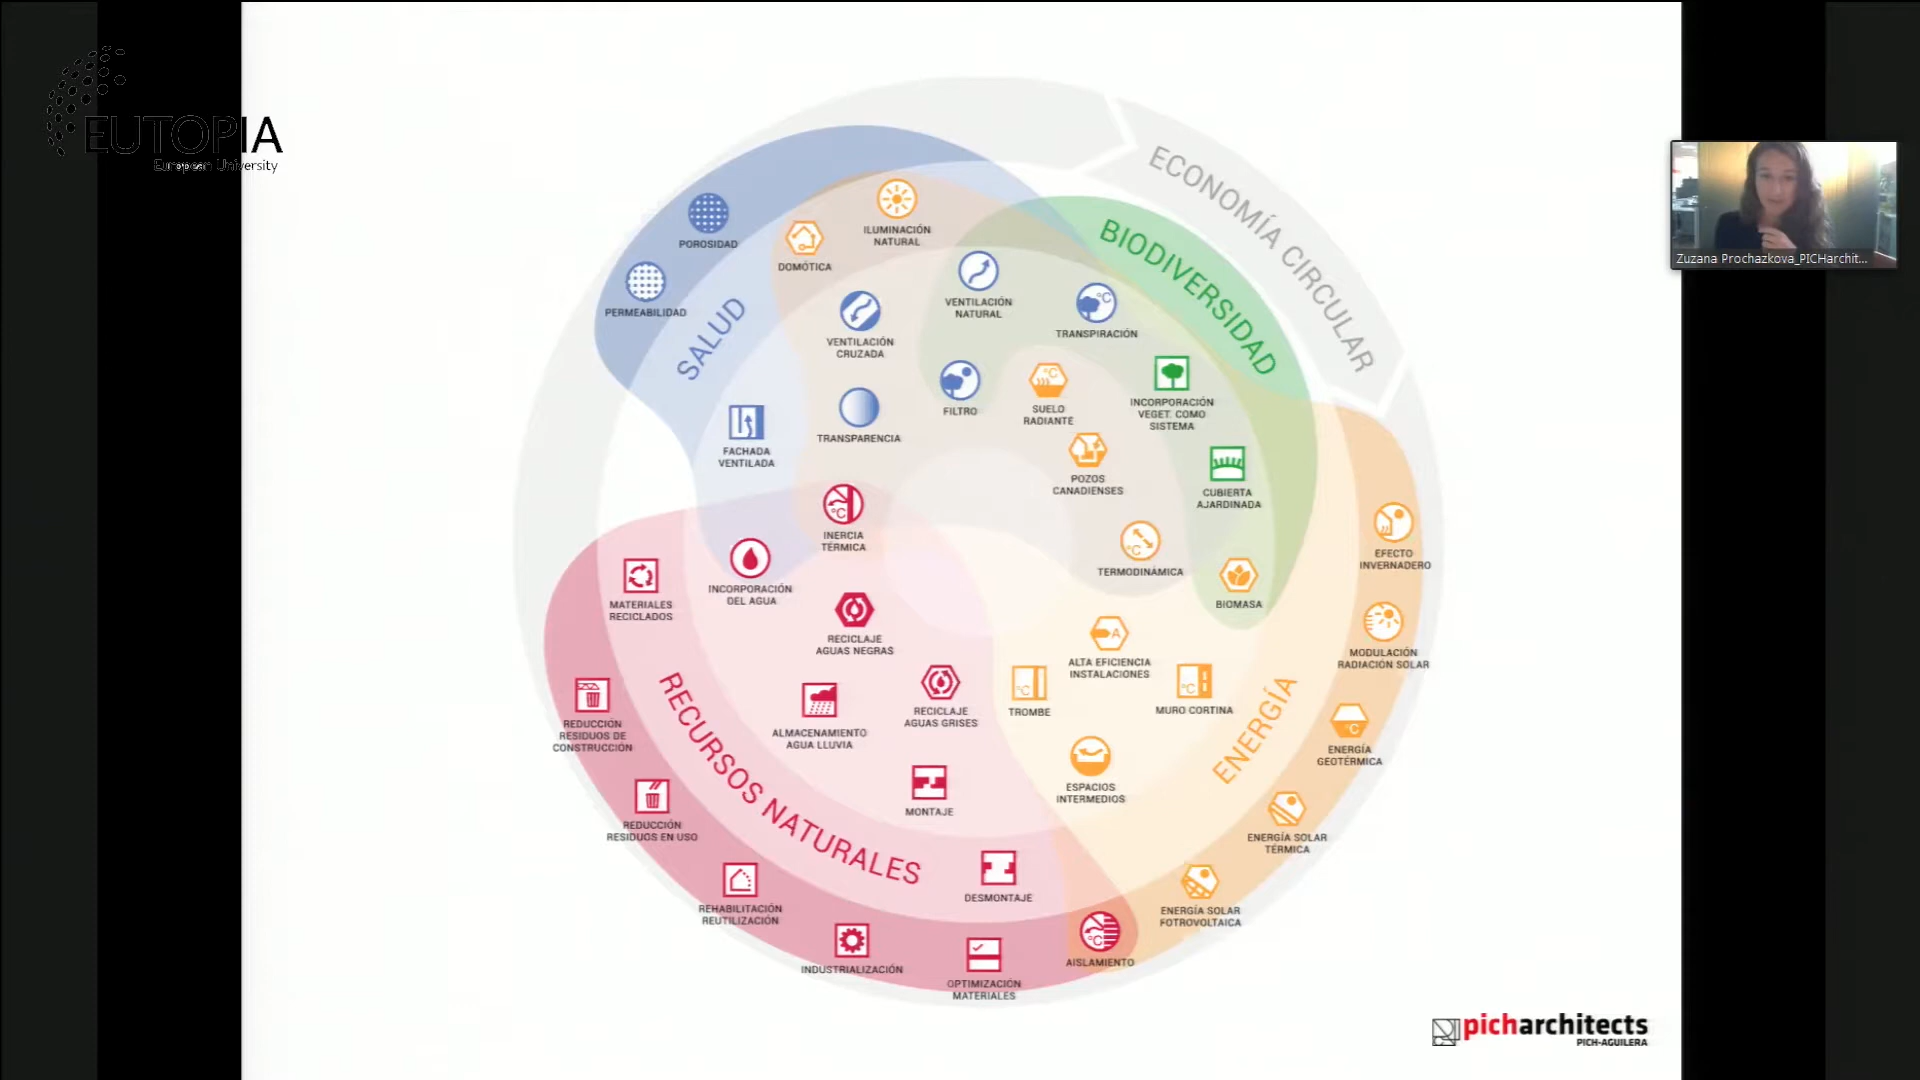 EUTOPIA
European University
ECONOMÍA CIRCULAR
BIODIVERSIDAD
SALUD
RECURSOS NATURALES
ENERGÍA
POROSIDAD
PERMEABILIDAD
DOMÓTICA
ILUMINACIÓN
NATURAL
VENTILACIÓN
CRUZADA
VENTILACIÓN
NATURAL
°C
TRANSPIRACIÓN
FACHADA
VENTILADA
TRANSPARENCIA
FILTRO
°C
SUELO
RADIANTE
INCORPORACIÓN
VEGET. COMO
SISTEMA
POZOS
CANADIENSES
CUBIERTA
AJARDINADA
°C
INERCIA
TÉRMICA
INCORPORACIÓN
DEL AGUA
°C
TERMODINÁMICA
BIOMASA
EFECTO
INVERNADERO
MATERIALES
RECICLADOS
RECICLAJE
AGUAS NEGRAS
A
ALTA EFICIENCIA
INSTALACIONES
MODULACIÓN
RADIACIÓN SOLAR
REDUCCIÓN
RESIDUOS DE
CONSTRUCCIÓN
ALMACENAMIENTO
AGUA LLUVIA
RECICLAJE
AGUAS GRISES
°C
TROMBE
°C
MURO CORTINA
°C
ENERGÍA
GEOTÉRMICA
REDUCCIÓN
RESIDUOS EN USO
MONTAJE
ESPACIOS
INTERMEDIOS
ENERGÍA SOLAR
TÉRMICA
REHABILITACIÓN
REUTILIZACIÓN
DESMONTAJE
ENERGÍA SOLAR
FOTROVOLTAICA
INDUSTRIALIZACIÓN
OPTIMIZACIÓN
MATERIALES
°C
AISLAMIENTO
Zuzana Prochazkova_PICHarchit...
picharchitects
PICH-AGUILERA